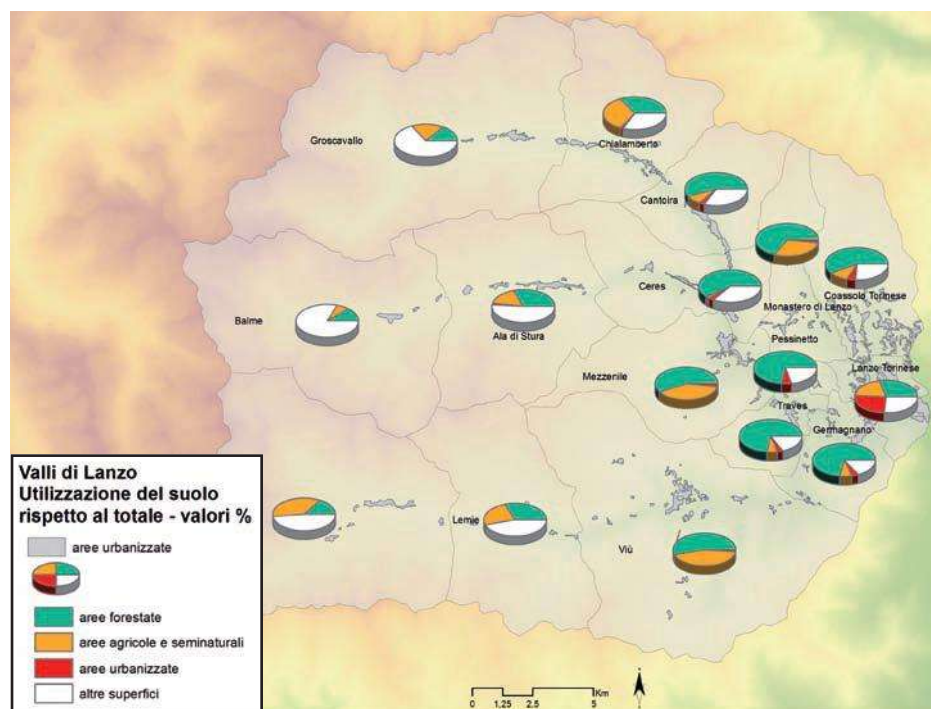 Groscavallo
Chialamberto
Cantoira
Coassolo Torinese
Ceres
Monastero di Lanzo
Balme
Ala di Stura
Pessinetto
Lanzo Torinese
Mezzenile
Traves
Germagnano
Lemie
Viù
Valli di Lanzo
Utilizzazione del suolo
rispetto al totale - valori %
aree urbanizzate
aree forestate
aree agricole e seminaturali
aree urbanizzate
altre superfici
Km
0 1,25 2,5 5